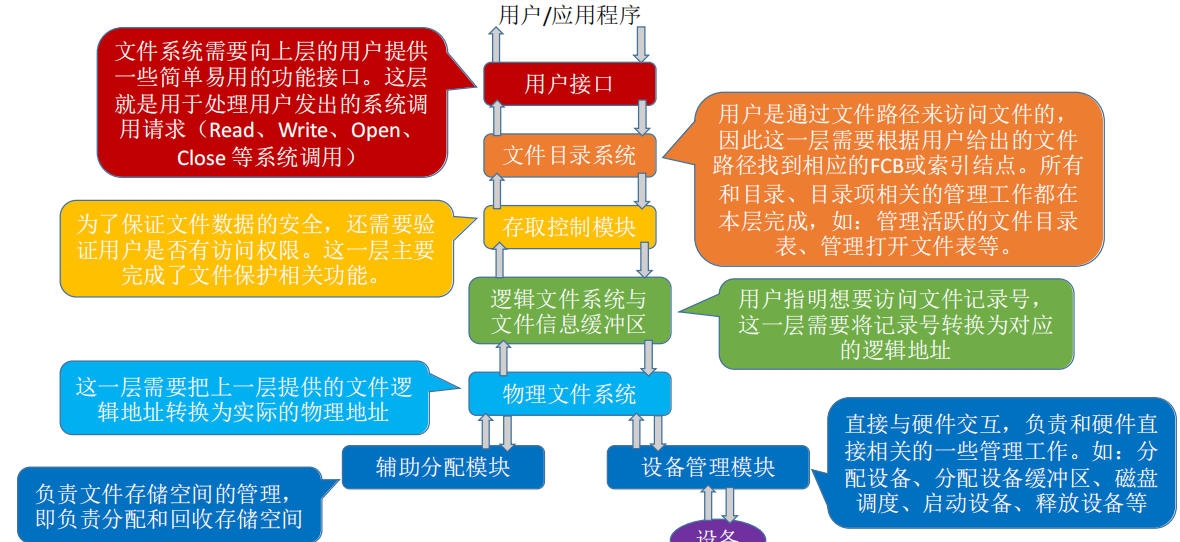 用户/应用程序
文件系统需要向上层的用户提供
一些简单易用的功能接口。这层
就是用于处理用户发出的系统调
用请求（Read、Write、Open、
Close 等系统调用）
用户接口
用户是通过文件路径来访问文件的，
因此这一层需要根据用户给出的文件
路径找到相应的FCB或索引结点。所有
和目录、目录项相关的管理工作都在
本层完成，如：管理活跃的文件目录
表、管理打开文件表等。
文件目录系统
为了保证文件数据的安全，还需要验
证用户是否有访问权限。这一层主要
完成了文件保护相关功能。
存取控制模块
逻辑文件系统与
文件信息缓冲区
用户指明想要访问文件记录号，
这一层需要将记录号转换为对应
的逻辑地址
这一层需要把上一层提供的文件逻
辑地址转换为实际的物理地址
物理文件系统
直接与硬件交互，负责和硬件直
接相关的一些管理工作。如：分
配设备、分配设备缓冲区、磁盘
调度、启动设备、释放设备等
辅助分配模块
设备管理模块
负责文件存储空间的管理，
即负责分配和回收存储空间
设备